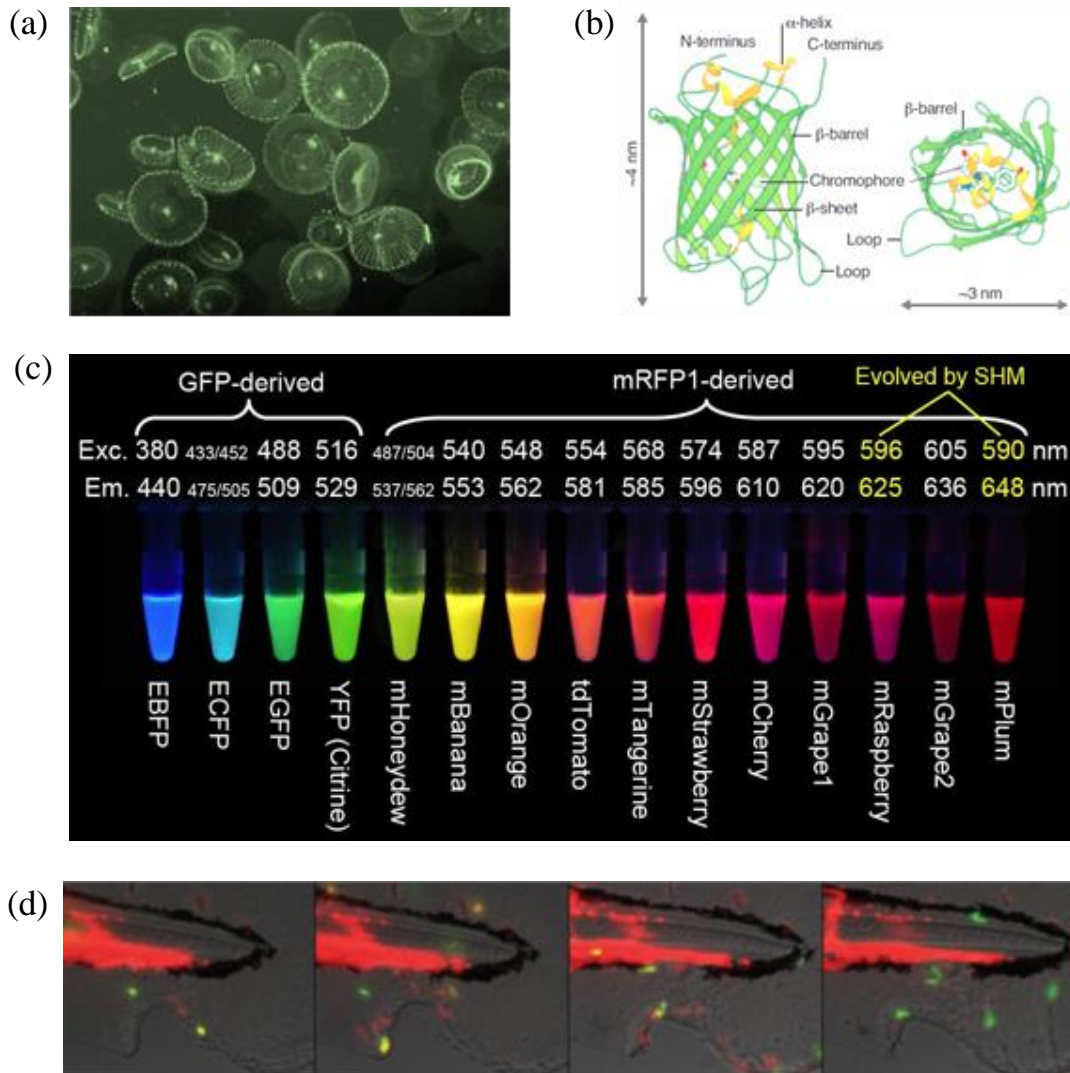 (a)
(b)
α-helix
N-terminus
C-terminus
~4 nm
β-barrel
Chromophore
β-sheet
Loop
β-barrel
Loop
~3 nm
(c)
GFP-derived
mRFP1-derived
Evolved by SHM
Exc. 380 433/452 488 516 487/504 540 548 554 568 574 587 595 596 605 590 nm
Em. 440 475/505 509 529 537/562 553 562 581 585 596 610 620 625 636 648 nm
EBFP
ECFP
EGFP
YFP (Citrine)
mHoneydew
mBanana
mOrange
tdTomato
mTangerine
mStrawberry
mCherry
mGrape1
mRaspberry
mGrape2
mPlum
(d)